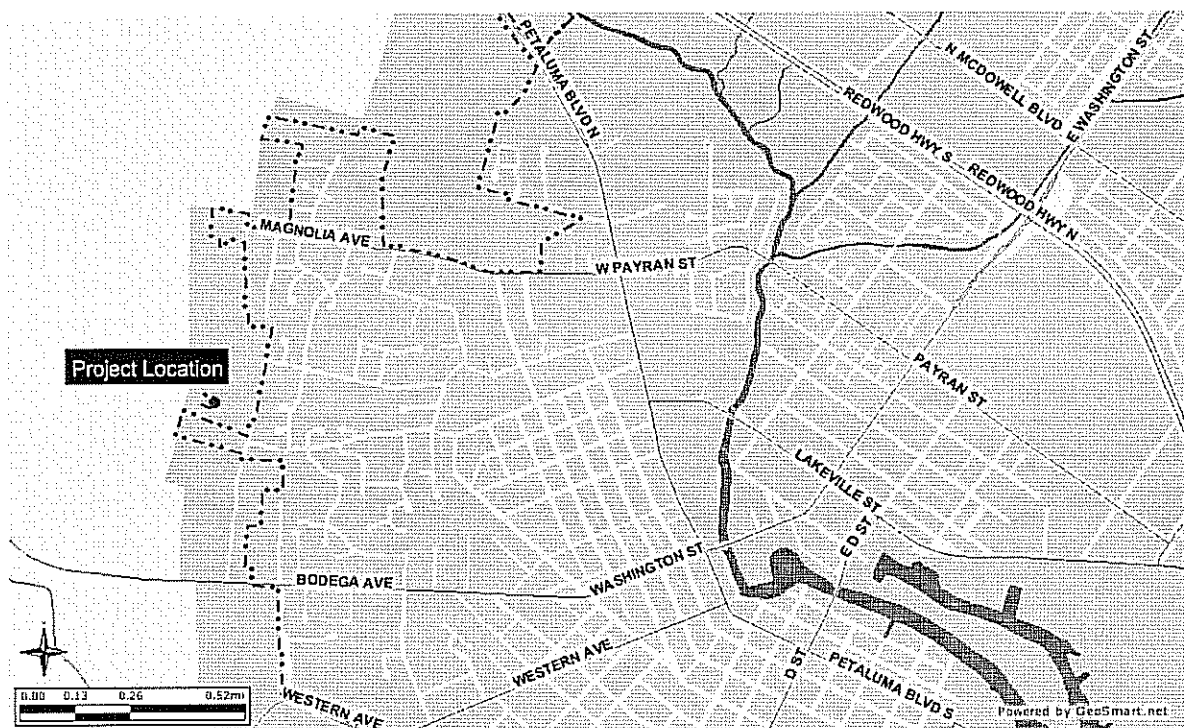 PETALUMA BLVD N
N MCDOWELL BLVD
E WASHINGTON ST
REDWOOD HWY S
REDWOOD HWY N
MAGNOLIA AVE
W PAYRAN ST
Project Location
PAYRAN ST
LAKEVILLE ST
E D ST
WASHINGTON ST
BODEGA AVE
WESTERN AVE
D ST
PETALUMA BLVD S
WESTERN AVE
0.00 0.13 0.26 0.52mi
Powered by GeoSmart.net